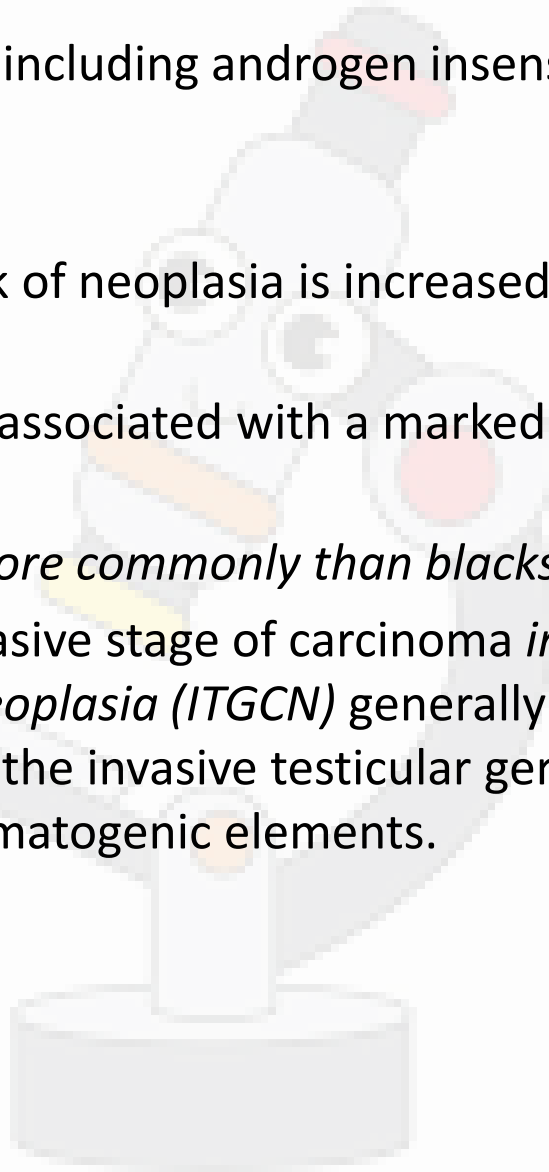 including androgen insens
k of neoplasia is increased
associated with a marked
ore commonly than blacks
asive stage of carcinoma in
eoplasia (ITGCN) generally
the invasive testicular ger
matogenic elements.